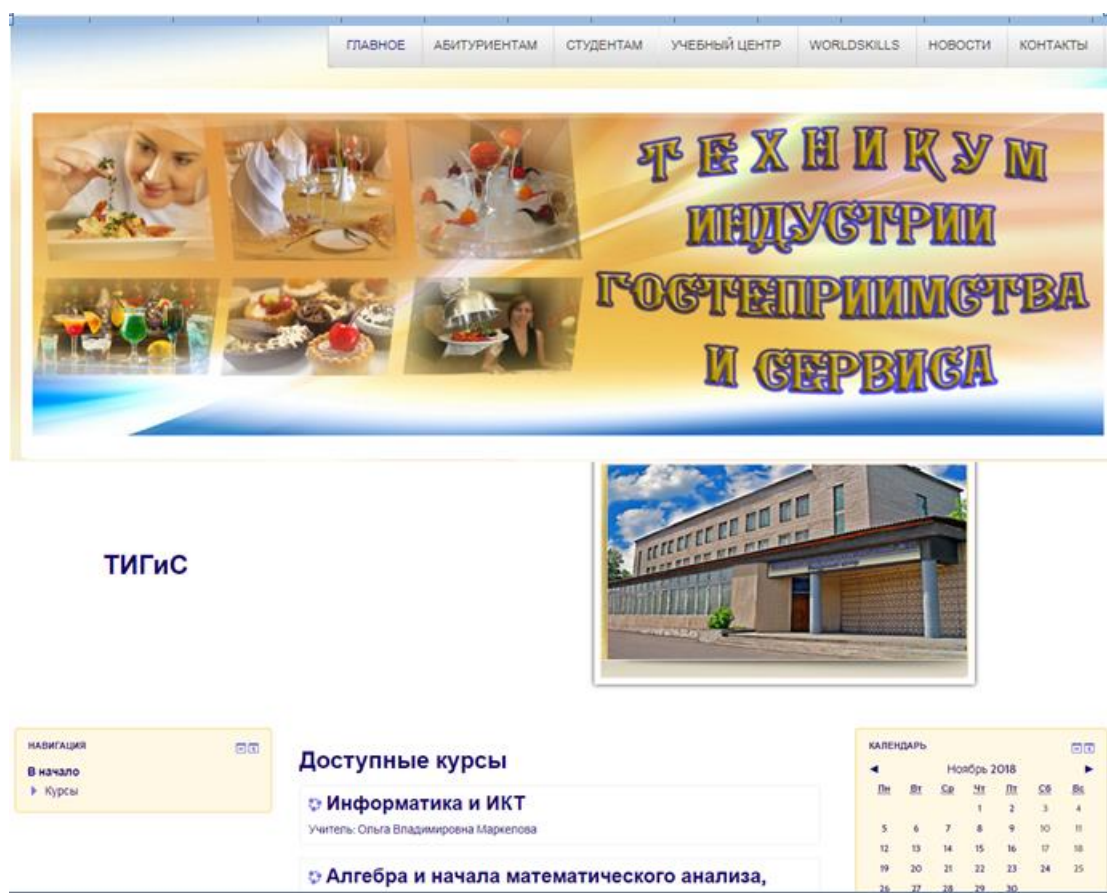 ГЛАВНОЕ АБИТУРИЕНТАМ СТУДЕНТАМ УЧЕБНЫЙ ЦЕНТР WORLDSKILLS НОВОСТИ КОНТАКТЫ
ТЕХНИКУМ
ИНДУСТРИИ
ГОСТЕПРИИМСТВА
И СЕРВИСА
ТИГиС
НАВИГАЦИЯ
В начало
Курсы
Доступные курсы
Информатика и ИКТ
Учитель: Ольга Владимировна Маркелова
Алгебра и начала математического анализа,
КАЛЕНДАРЬ
Ноябрь 2018
Пн Вт Ср Чт Пт Сб Вс
1 2 3 4
5 6 7 8 9 10 11
12 13 14 15 16 17 18
19 20 21 22 23 24 25
26 27 28 29 30